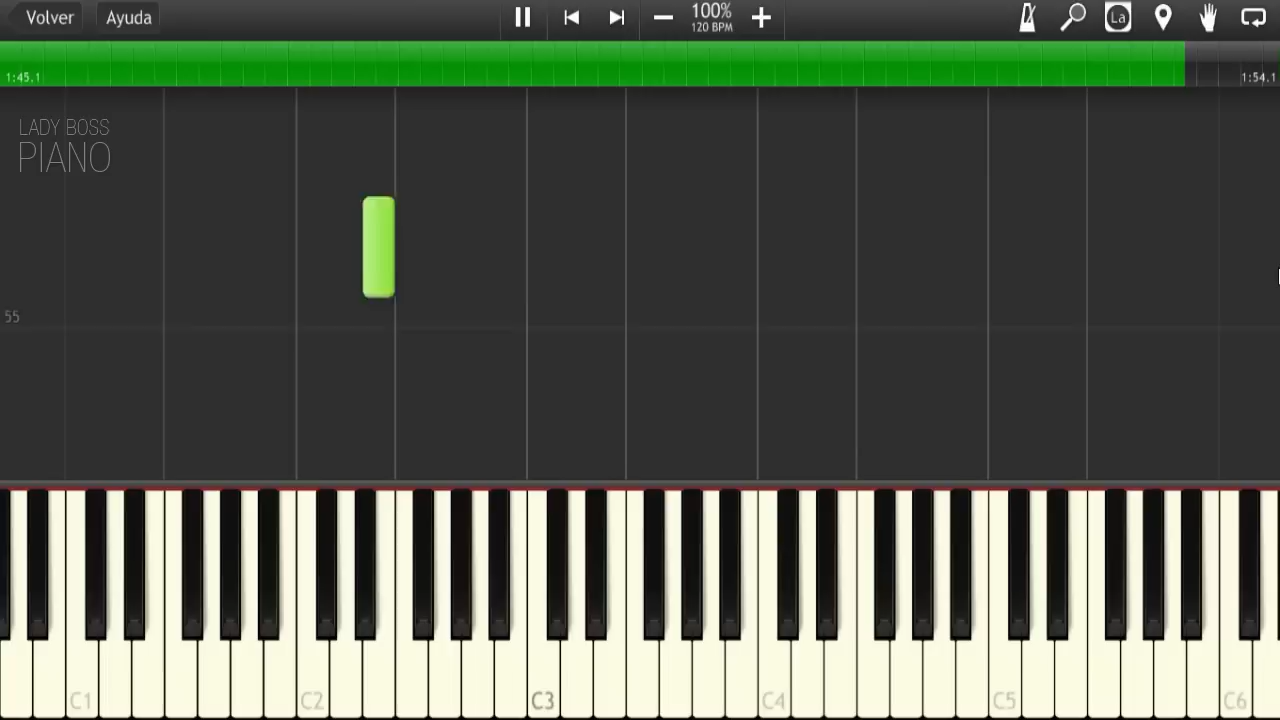 Volver
Ayuda
100%
120 BPM
La
1:45.1
1:54.1
LADY BOSS
PIANO
55
C1
C2
C3
C4
C5
C6